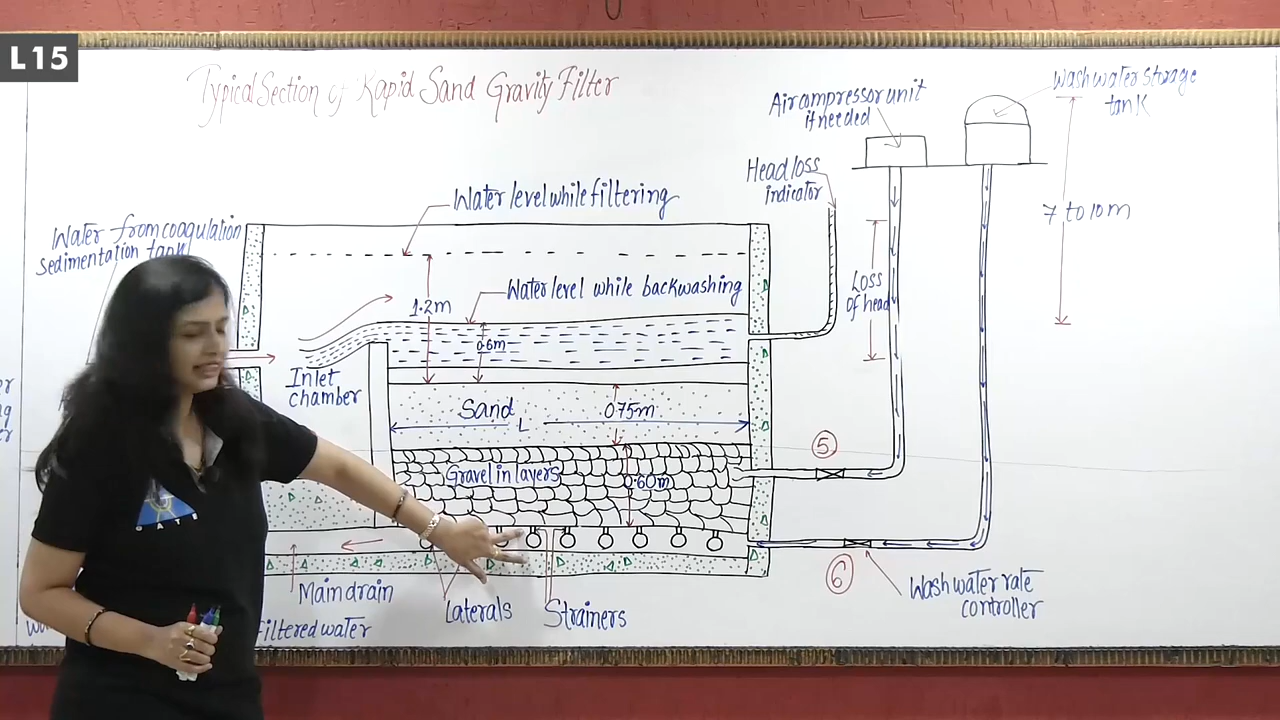 L15
Typical Section of Rapid Sand Gravity Filter
Air compressor unit
if needed
Wash water storage
tank
Head loss
indicator
Water level while filtering
7 to 10m
Water from coagulation
sedimentation tank
Water level while backwashing
1.2m
Loss
of head
0.6m
Inlet
chamber
Sand
0.75m
L
5
Gravel in layers
0.60m
6
Wash water rate
controller
Main drain
Laterals
Strainers
Filtered water
GATE